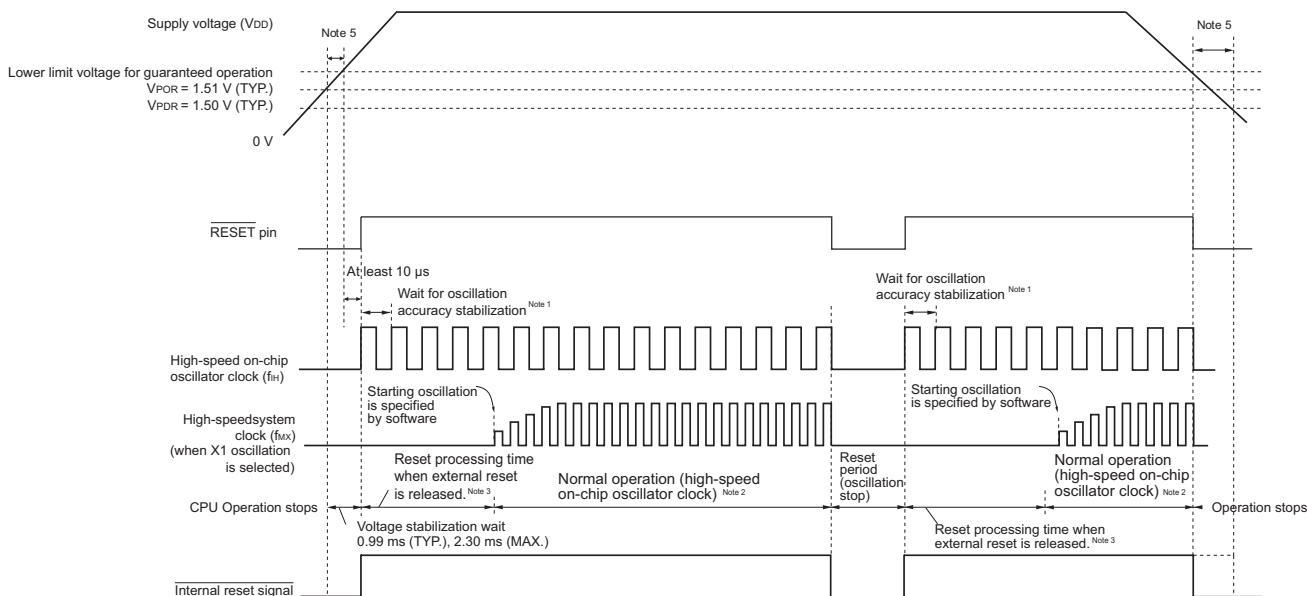 Supply voltage (VDD)
Note 5
Note 5
Lower limit voltage for guaranteed operation
VPOR = 1.51 V (TYP.)
VPDR = 1.50 V (TYP.)
0 V
RESET pin
At least 10 µs
Wait for oscillation
accuracy stabilization Note 1
Wait for oscillation
accuracy stabilization Note 1
High-speed on-chip
oscillator clock (fIH)
Starting oscillation
is specified
by software
Starting oscillation
is specified by software
High-speedsystem
clock (fMX)
(when X1 oscillation
is selected)
Reset processing time
when external reset
is released. Note 3
Normal operation (high-speed
on-chip oscillator clock) Note 2
Reset
period
(oscillation
stop)
Normal operation
(high-speed on-chip
oscillator clock) Note 2
CPU Operation stops
Operation stops
Voltage stabilization wait
0.99 ms (TYP.), 2.30 ms (MAX.)
Reset processing time when
external reset is released. Note 3
Internal reset signal